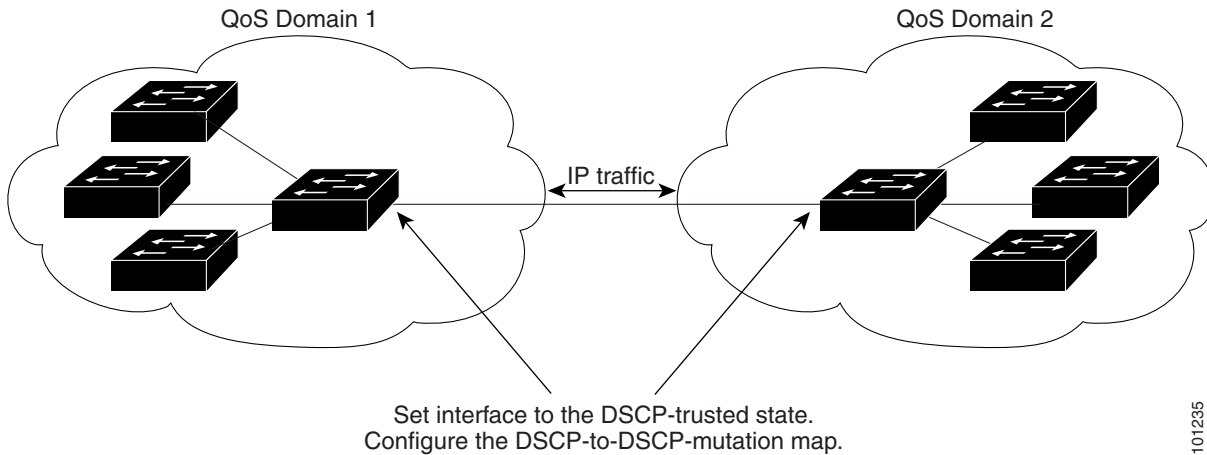 QoS Domain 1
QoS Domain 2
IP traffic
Set interface to the DSCP-trusted state.
Configure the DSCP-to-DSCP-mutation map.
101235